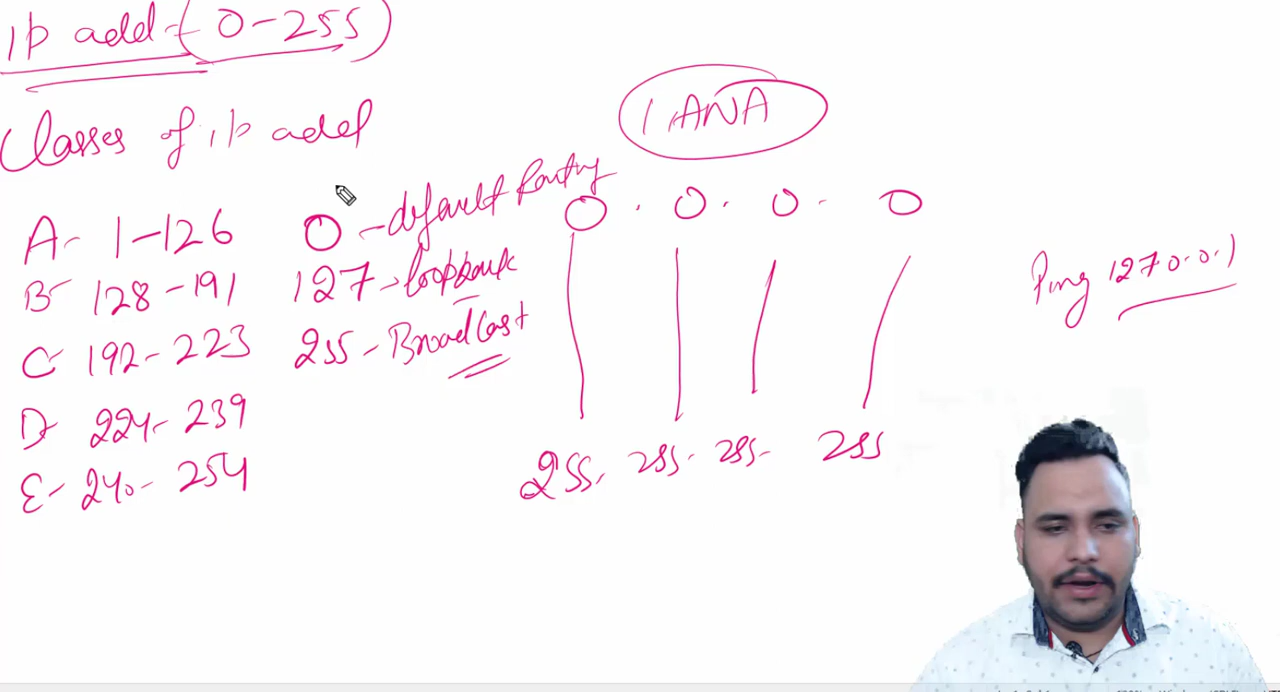 IP add - (0-255)
Classes of IP add
IANA
A- 1-126
0 - default Routing
B- 128-191
127 - loopback
C- 192-223
255 - BroadCast
D- 224-239
E- 240-254
0 . 0 . 0 . 0
255. 255. 255. 255
Ping 127.0.0.1